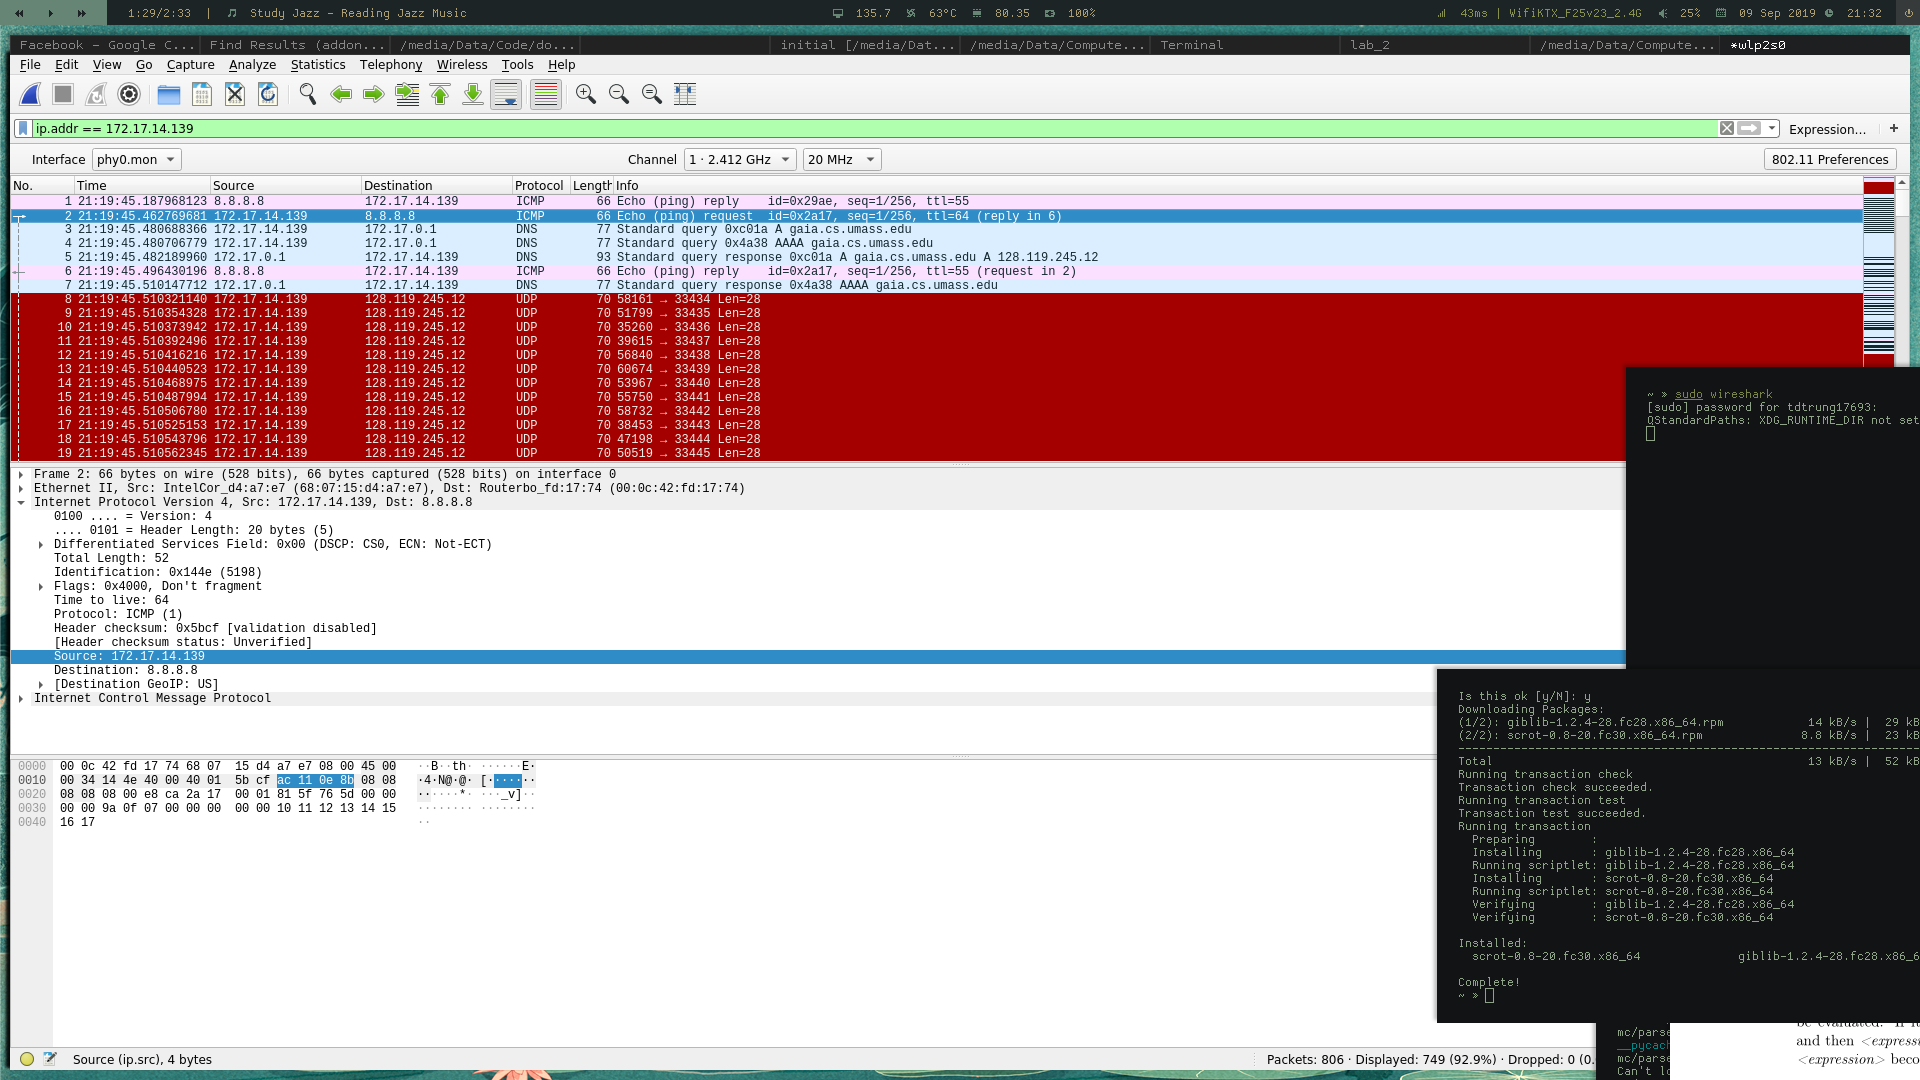 1:29/2:33 | Study Jazz - Reading Jazz Music 135.7 63°C 80.35 100% 43ms | WifiKTX_F25v23_2.4G 25% 09 Sep 2019 21:32
Facebook - Google C... Find Results (addon... /media/Data/Code/do... initial [/media/Dat... /media/Data/Compute... Terminal lab_2 /media/Data/Compute... *wlp2s0
File Edit View Go Capture Analyze Statistics Telephony Wireless Tools Help
ip.addr == 172.17.14.139 Expression... +
Interface phy0.mon Channel 1 · 2.412 GHz 20 MHz 802.11 Preferences
No. Time Source Destination Protocol Length Info
1 21:19:45.187968123 8.8.8.8 172.17.14.139 ICMP 66 Echo (ping) reply id=0x29ae, seq=1/256, ttl=55
2 21:19:45.462769681 172.17.14.139 8.8.8.8 ICMP 66 Echo (ping) request id=0x2a17, seq=1/256, ttl=64 (reply in 6)
3 21:19:45.480688366 172.17.14.139 172.17.0.1 DNS 77 Standard query 0xc01a A gaia.cs.umass.edu
4 21:19:45.480706779 172.17.14.139 172.17.0.1 DNS 77 Standard query 0x4a38 AAAA gaia.cs.umass.edu
5 21:19:45.482189960 172.17.0.1 172.17.14.139 DNS 93 Standard query response 0xc01a A gaia.cs.umass.edu A 128.119.245.12
6 21:19:45.496430196 8.8.8.8 172.17.14.139 ICMP 66 Echo (ping) reply id=0x2a17, seq=1/256, ttl=55 (request in 2)
7 21:19:45.510147712 172.17.0.1 172.17.14.139 DNS 77 Standard query response 0x4a38 AAAA gaia.cs.umass.edu
8 21:19:45.510321140 172.17.14.139 128.119.245.12 UDP 70 58161 → 33434 Len=28
9 21:19:45.510354328 172.17.14.139 128.119.245.12 UDP 70 51799 → 33435 Len=28
10 21:19:45.510373942 172.17.14.139 128.119.245.12 UDP 70 35260 → 33436 Len=28
11 21:19:45.510392496 172.17.14.139 128.119.245.12 UDP 70 39615 → 33437 Len=28
12 21:19:45.510416216 172.17.14.139 128.119.245.12 UDP 70 56840 → 33438 Len=28
13 21:19:45.510440523 172.17.14.139 128.119.245.12 UDP 70 60674 → 33439 Len=28
14 21:19:45.510468975 172.17.14.139 128.119.245.12 UDP 70 53967 → 33440 Len=28
15 21:19:45.510487994 172.17.14.139 128.119.245.12 UDP 70 55750 → 33441 Len=28
16 21:19:45.510506780 172.17.14.139 128.119.245.12 UDP 70 58732 → 33442 Len=28
17 21:19:45.510525153 172.17.14.139 128.119.245.12 UDP 70 38453 → 33443 Len=28
18 21:19:45.510543796 172.17.14.139 128.119.245.12 UDP 70 47198 → 33444 Len=28
19 21:19:45.510562345 172.17.14.139 128.119.245.12 UDP 70 50519 → 33445 Len=28
Frame 2: 66 bytes on wire (528 bits), 66 bytes captured (528 bits) on interface 0
Ethernet II, Src: IntelCor_d4:a7:e7 (68:07:15:d4:a7:e7), Dst: Routerbo_fd:17:74 (00:0c:42:fd:17:74)
Internet Protocol Version 4, Src: 172.17.14.139, Dst: 8.8.8.8
0100 .... = Version: 4
.... 0101 = Header Length: 20 bytes (5)
Differentiated Services Field: 0x00 (DSCP: CS0, ECN: Not-ECT)
Total Length: 52
Identification: 0x144e (5198)
Flags: 0x4000, Don't fragment
Time to live: 64
Protocol: ICMP (1)
Header checksum: 0x5bcf [validation disabled]
[Header checksum status: Unverified]
Source: 172.17.14.139
Destination: 8.8.8.8
[Destination GeoIP: US]
Internet Control Message Protocol
0000 00 0c 42 fd 17 74 68 07 15 d4 a7 e7 08 00 45 00 ··B··th· ······E·
0010 00 34 14 4e 40 00 40 01 5b cf ac 11 0e 8b 08 08 ·4·N@·@· [·······
0020 08 08 08 00 e8 ca 2a 17 00 01 81 5f 76 5d 00 00 ······*· ···_v]··
0030 00 00 9a 0f 07 00 00 00 00 00 10 11 12 13 14 15 ········ ········
0040 16 17 ··
Source (ip.src), 4 bytes Packets: 806 · Displayed: 749 (92.9%) · Dropped: 0 (0.
~ » sudo wireshark
[sudo] password for tdtrung17693:
QStandardPaths: XDG_RUNTIME_DIR not set
Is this ok [y/N]: y
Downloading Packages:
(1/2): giblib-1.2.4-28.fc28.x86_64.rpm 14 kB/s | 29 kB
(2/2): scrot-0.8-20.fc30.x86_64.rpm 8.8 kB/s | 23 kB
Total 13 kB/s | 52 kB
Running transaction check
Transaction check succeeded.
Running transaction test
Transaction test succeeded.
Running transaction
Preparing :
Installing : giblib-1.2.4-28.fc28.x86_64
Running scriptlet: giblib-1.2.4-28.fc28.x86_64
Installing : scrot-0.8-20.fc30.x86_64
Running scriptlet: scrot-0.8-20.fc30.x86_64
Verifying : giblib-1.2.4-28.fc28.x86_64
Verifying : scrot-0.8-20.fc30.x86_64
Installed:
scrot-0.8-20.fc30.x86_64 giblib-1.2.4-28.fc28.x86_6
Complete!
~ »
mc/parse
__pycach
mc/parse
Can't lo
and then <express
<expression> beco